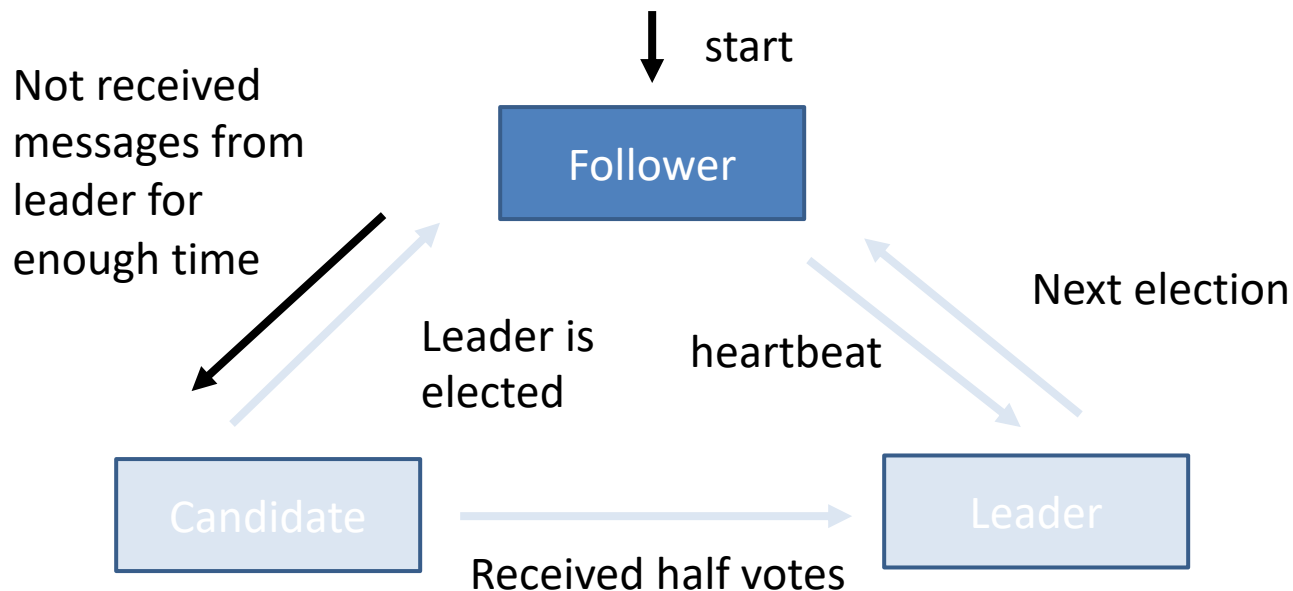 start
Not received
messages from
leader for
enough time
Follower
Next election
Leader is
elected
heartbeat
Candidate
Leader
Received half votes